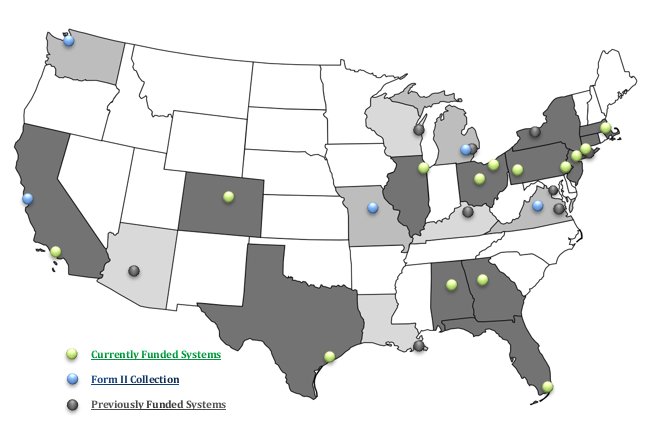 Currently Funded Systems
Form II Collection
Previously Funded Systems